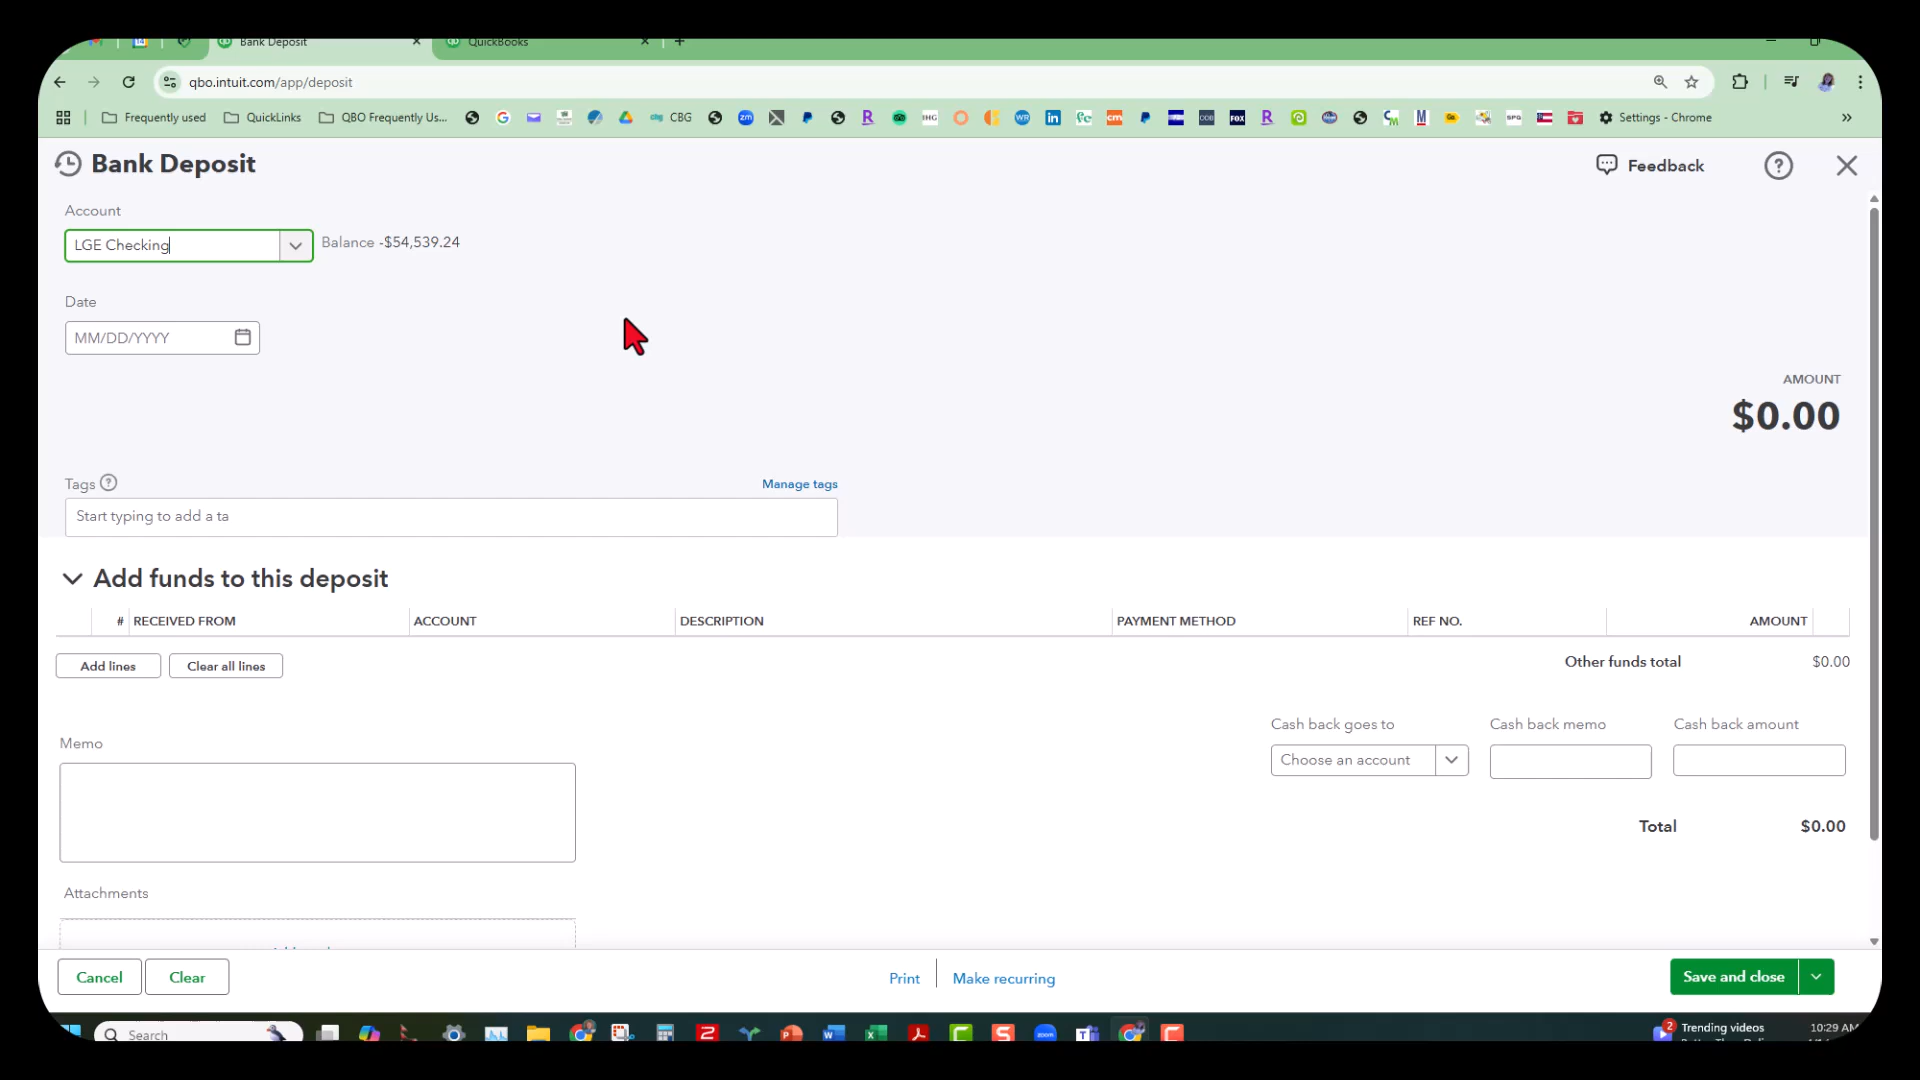 Bank Deposit
QuickBooks
qbo.intuit.com/app/deposit
Frequently used
QuickLinks
QBO Frequently Us...
CBG
Settings - Chrome
Bank Deposit
Feedback
Account
LGE Checking
Balance -$54,539.24
Date
MM/DD/YYYY
AMOUNT
$0.00
Tags
Manage tags
Start typing to add a ta
Add funds to this deposit
# RECEIVED FROM ACCOUNT DESCRIPTION PAYMENT METHOD REF NO. AMOUNT
Add lines
Clear all lines
Other funds total $0.00
Cash back goes to
Cash back memo
Cash back amount
Choose an account
Memo
Total $0.00
Attachments
Cancel
Clear
Print
Make recurring
Save and close
Search
2
Trending videos
10:29 AM